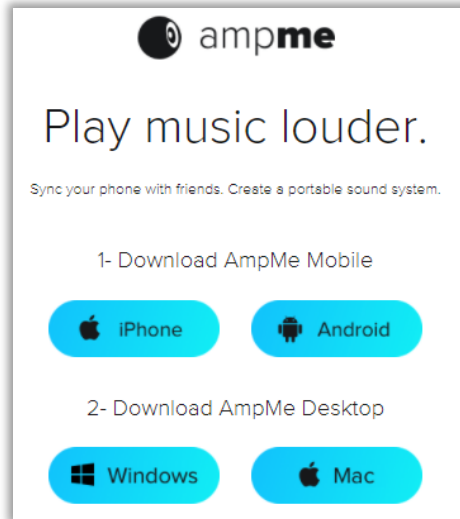 ampme
Play music louder.
Sync your phone with friends. Create a portable sound system.
1- Download AmpMe Mobile
iPhone
Android
2- Download AmpMe Desktop
Windows
Mac